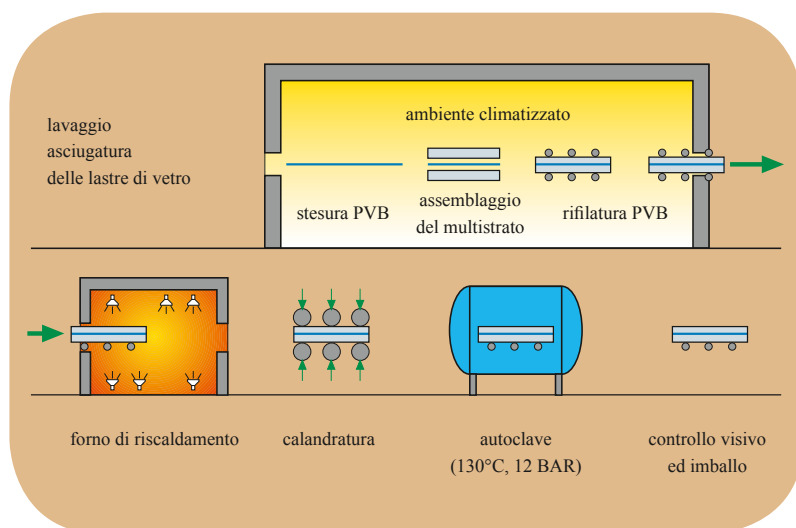 lavaggio
asciugatura
delle lastre di vetro
ambiente climatizzato
stesura PVB
assemblaggio
del multistrato
rifilatura PVB
forno di riscaldamento
calandratura
autoclave
(130°C, 12 BAR)
controllo visivo
ed imballo